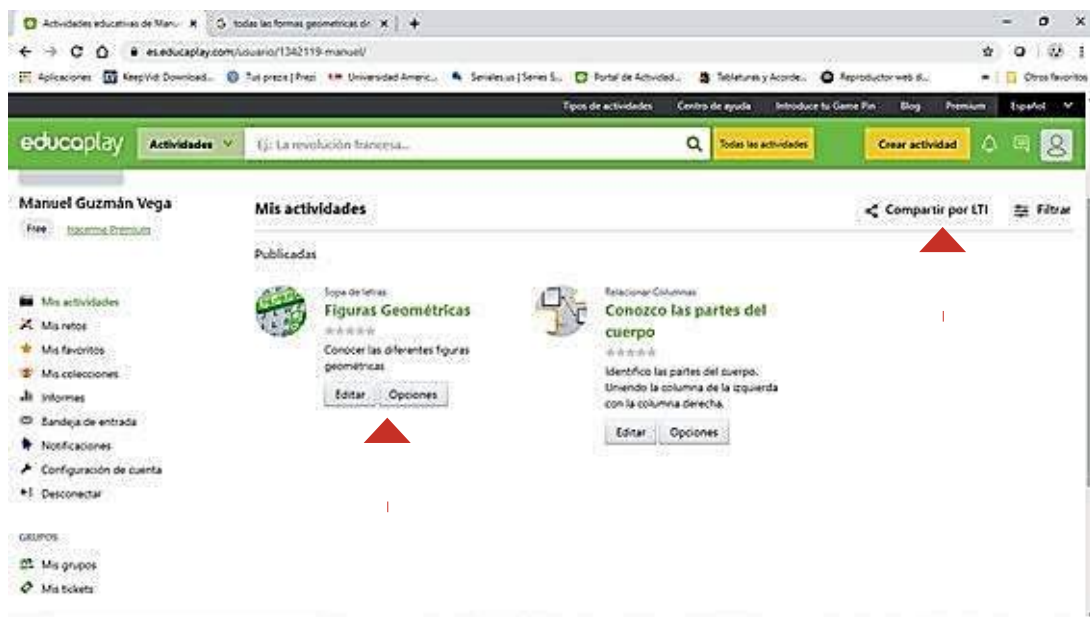 Actividades educativas de Manu
todas las formas geometricas de
es.educaplay.com/usuario/1342119-manuel/
Aplicaciones KeepVid: Download... Tus prezis | Prezi Universidad Americ... Series.us | Series S... Portal de Actividad... Tablaturas y Acorde... Reproductor web d... Otros favoritos
Tipos de actividades Centro de ayuda Introduce tu Game Pin Blog Premium Español
educaplay Actividades Ej: La revolución francesa... Todas las actividades Crear actividad
Manuel Guzmán Vega
Free Hacerme Premium
Mis actividades
Mis retos
Mis favoritos
Mis colecciones
Informes
Bandeja de entrada
Notificaciones
Configuración de cuenta
Desconectar
GRUPOS
Mis grupos
Mis tickets
Mis actividades Compartir por LTI Filtrar
Publicadas
Sopa de letras
Figuras Geométricas
Conocer las diferentes figuras
geométricas
Editar Opciones
Relacionar Columnas
Conozco las partes del
cuerpo
Identifico las partes del cuerpo.
Uniendo la columna de la izquierda
con la columna derecha.
Editar Opciones